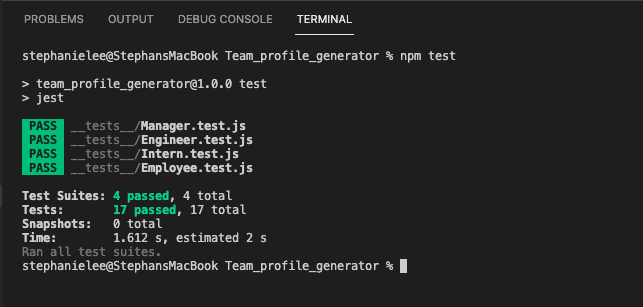 PROBLEMS OUTPUT DEBUG CONSOLE TERMINAL
stephanielee@StephansMacBook Team_profile_generator % npm test
> team_profile_generator@1.0.0 test
> jest
PASS __tests__/Manager.test.js
PASS __tests__/Engineer.test.js
PASS __tests__/Intern.test.js
PASS __tests__/Employee.test.js
Test Suites: 4 passed, 4 total
Tests: 17 passed, 17 total
Snapshots: 0 total
Time: 1.612 s, estimated 2 s
Ran all test suites.
stephanielee@StephansMacBook Team_profile_generator %